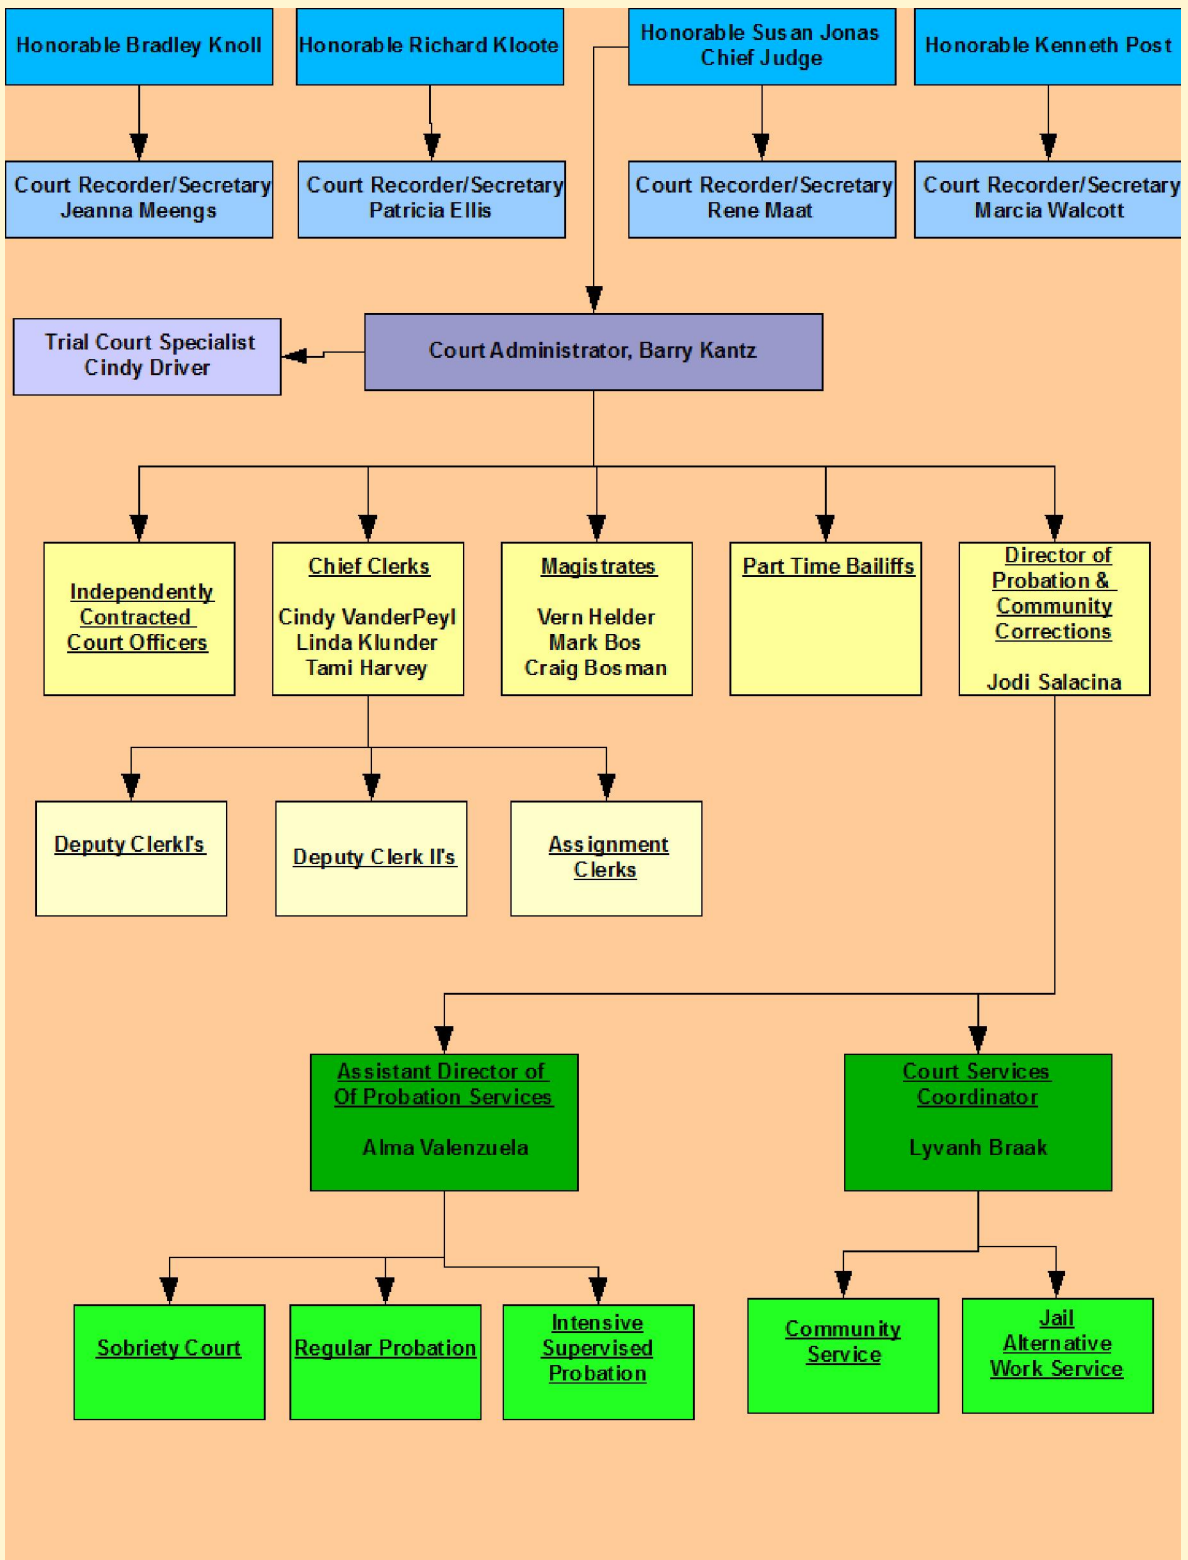 Honorable Bradley Knoll
Honorable Richard Kloote
Honorable Susan Jonas
Chief Judge
Honorable Kenneth Post
Court Recorder/Secretary
Jeanna Meengs
Court Recorder/Secretary
Patricia Ellis
Court Recorder/Secretary
Rene Maat
Court Recorder/Secretary
Marcia Walcott
Trial Court Specialist
Cindy Driver
Court Administrator, Barry Kantz
Independently
Contracted
Court Officers
Chief Clerks
Cindy VanderPeyl
Linda Klunder
Tami Harvey
Magistrates
Vern Helder
Mark Bos
Craig Bosman
Part Time Bailiffs
Director of
Probation &
Community
Corrections
Jodi Salacina
Deputy ClerkI's
Deputy Clerk II's
Assignment
Clerks
Assistant Director of
Of Probation Services
Alma Valenzuela
Court Services
Coordinator
Lyvanh Braak
Sobriety Court
Regular Probation
Intensive
Supervised
Probation
Community
Service
Jail
Alternative
Work Service